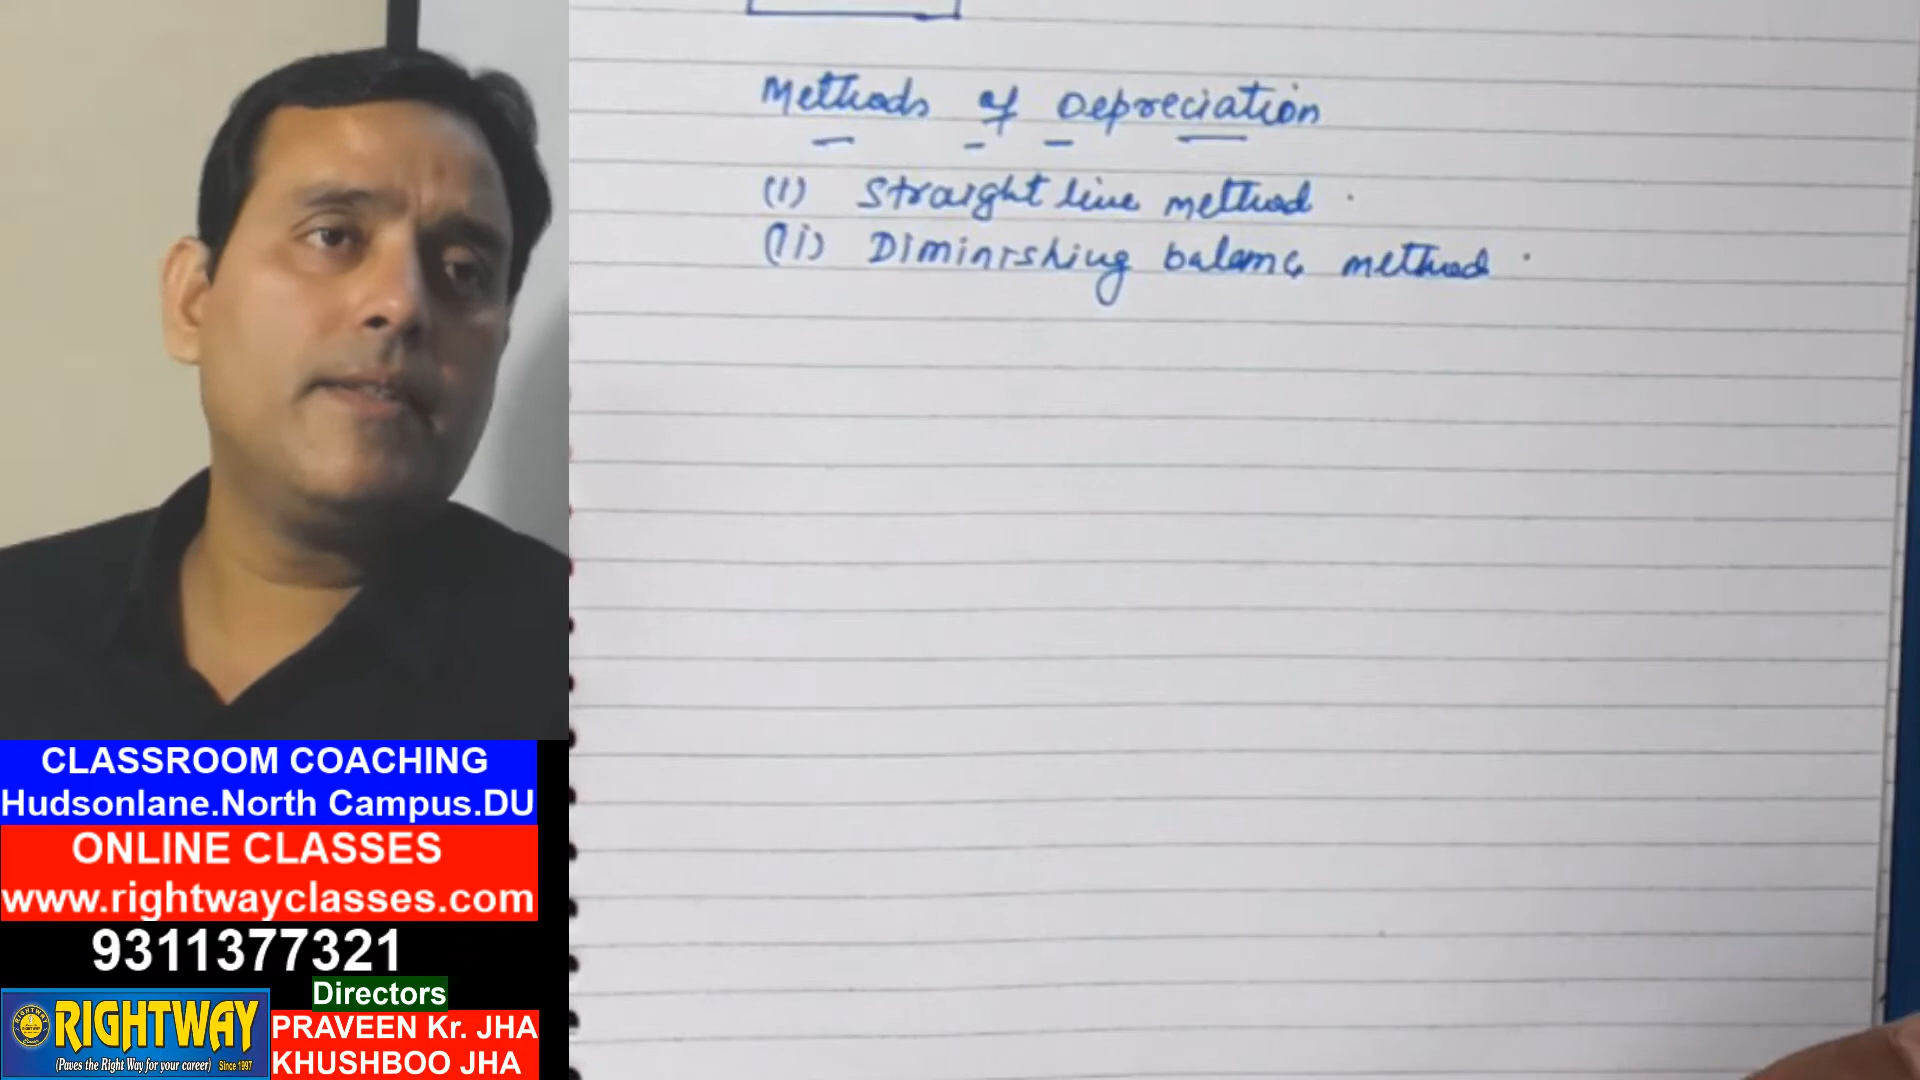 Methods of Depreciation
(i) Straight line method.
(ii) Diminishing balance method.
CLASSROOM COACHING
Hudsonlane.North Campus.DU
ONLINE CLASSES
www.rightwayclasses.com
9311377321
Directors
RIGHTWAY
(Paves the Right Way for your career) Since 1997
PRAVEEN Kr. JHA
KHUSHBOO JHA